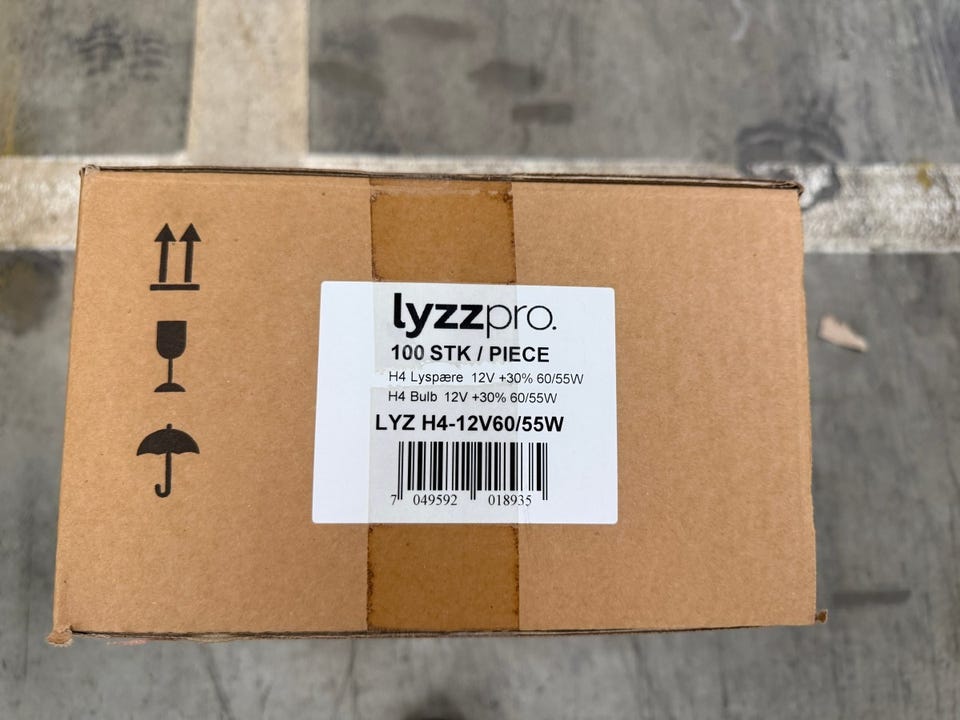 lyzzpro.
100 STK / PIECE
H4 Lyspære 12V +30% 60/55W
H4 Bulb 12V +30% 60/55W
LYZ H4-12V60/55W
7 049592 018935